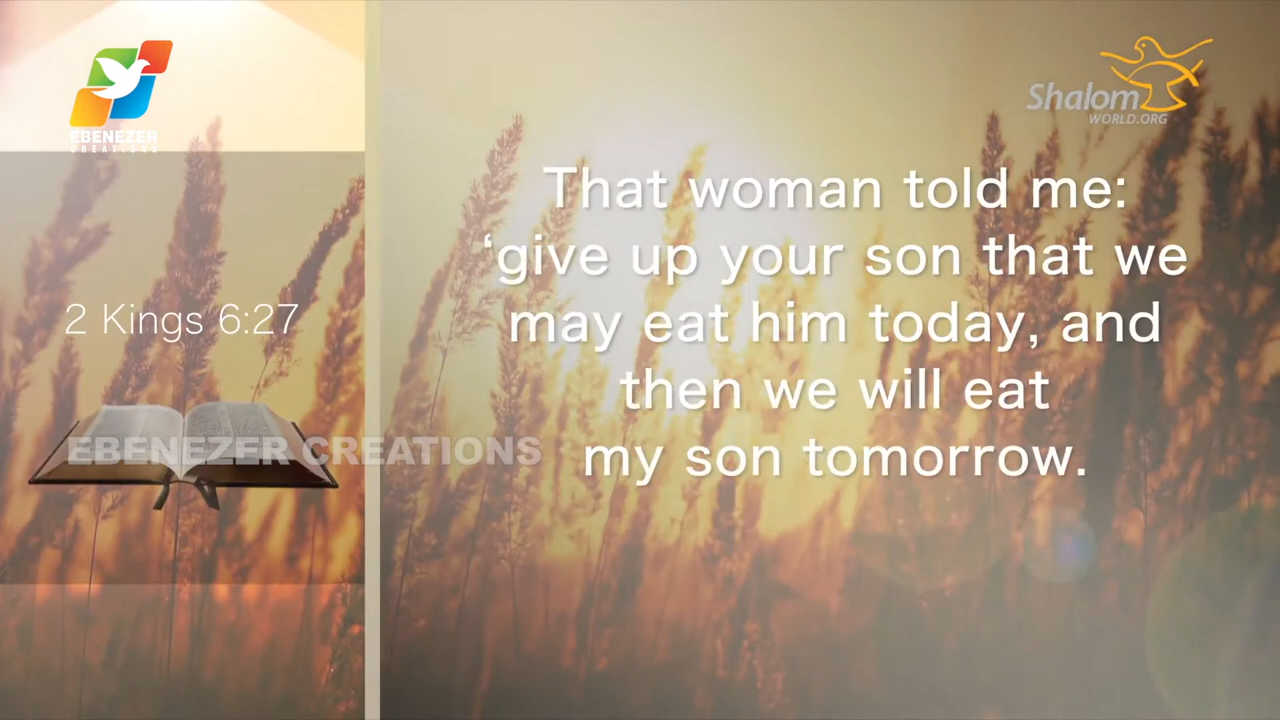 EBENEZER
CREATIONS
Shalom
WORLD.ORG
2 Kings 6:27
That woman told me:
‘give up your son that we
may eat him today, and
then we will eat
my son tomorrow.
EBENEZER CREATIONS